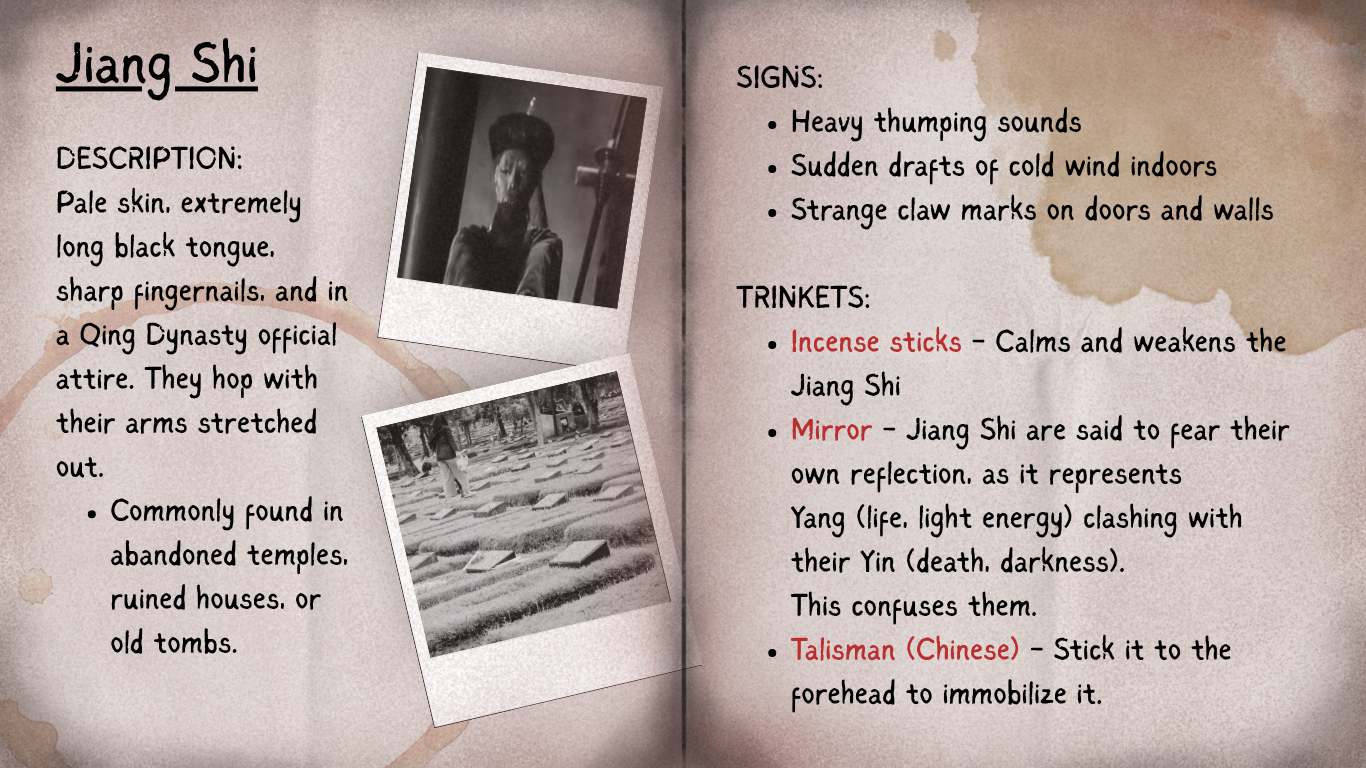 Jiang Shi
DESCRIPTION:
Pale skin, extremely
long black tongue,
sharp fingernails, and in
a Qing Dynasty official
attire. They hop with
their arms stretched
out.
• Commonly found in
abandoned temples,
ruined houses, or
old tombs.
SIGNS:
• Heavy thumping sounds
• Sudden drafts of cold wind indoors
• Strange claw marks on doors and walls
TRINKETS:
• Incense sticks - Calms and weakens the
Jiang Shi
• Mirror - Jiang Shi are said to fear their
own reflection, as it represents
Yang (life, light energy) clashing with
their Yin (death, darkness).
This confuses them.
• Talisman (Chinese) - Stick it to the
forehead to immobilize it.